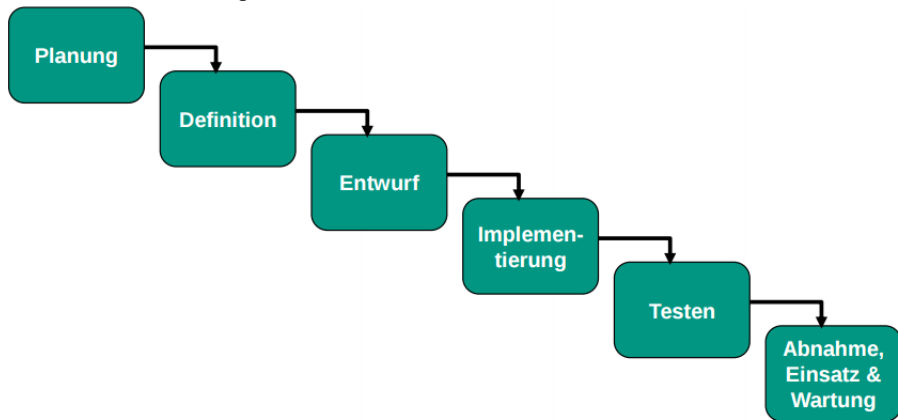 Planung
Definition
Entwurf
Implemen-
tierung
Testen
Abnahme,
Einsatz &
Wartung